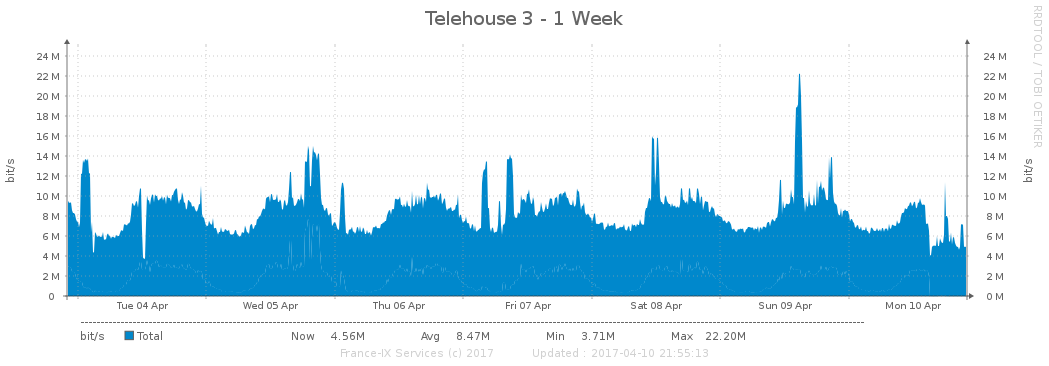 Telehouse 3 - 1 Week
RRDTOOL / TOBI OETIKER
bit/s
24 M 24 M
22 M 22 M
20 M 20 M
18 M 18 M
16 M 16 M
14 M 14 M
12 M 12 M
10 M 10 M
8 M 8 M
6 M 6 M
4 M 4 M
2 M 2 M
0 0 M
bit/s
Tue 04 Apr Wed 05 Apr Thu 06 Apr Fri 07 Apr Sat 08 Apr Sun 09 Apr Mon 10 Apr
bit/s Total Now 4.56M Avg 8.47M Min 3.71M Max 22.20M
France-IX Services (c) 2017 Updated : 2017-04-10 21:55:13